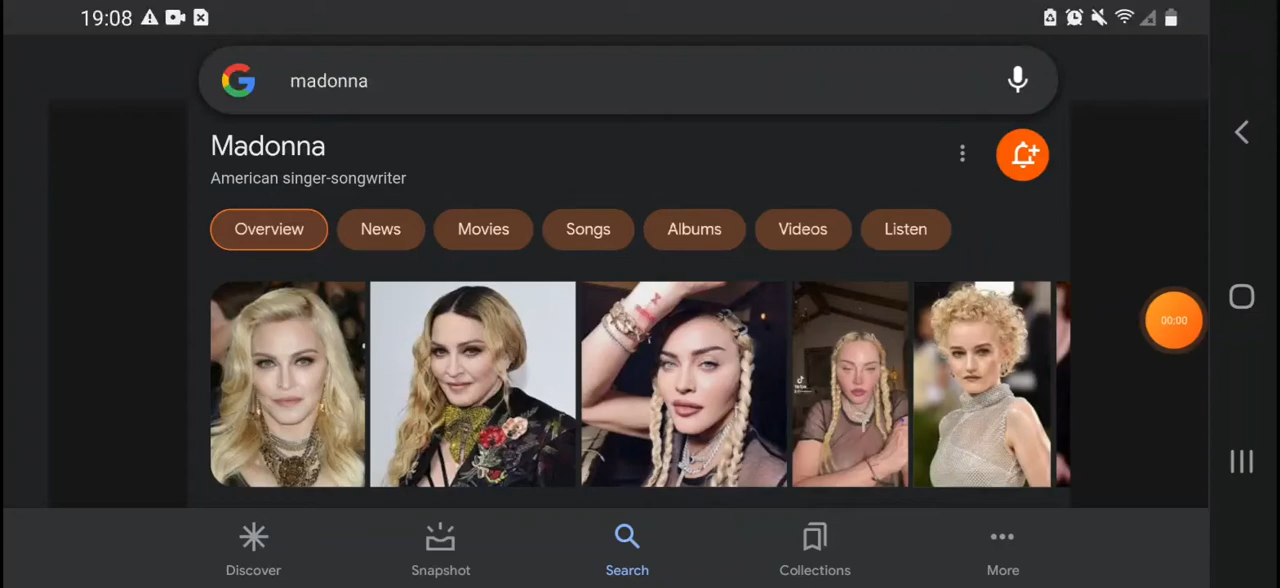 19:08
madonna
Madonna
American singer-songwriter
Overview News Movies Songs Albums Videos Listen
00:00
Discover Snapshot Search Collections More